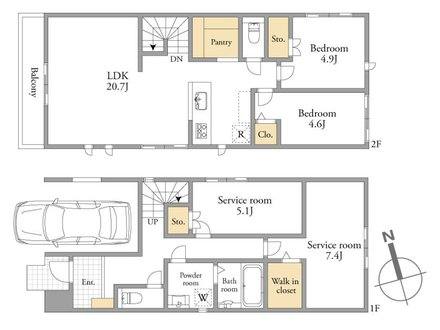 Balcony
LDK
20.7J
DN
Pantry
Sto.
Bedroom
4.9J
Bedroom
4.6J
R
Clo.
2F
UP
Sto.
Service room
5.1J
Service room
7.4J
Ent.
Powder
room
W
Bath
room
Walk in
closet
N
1F